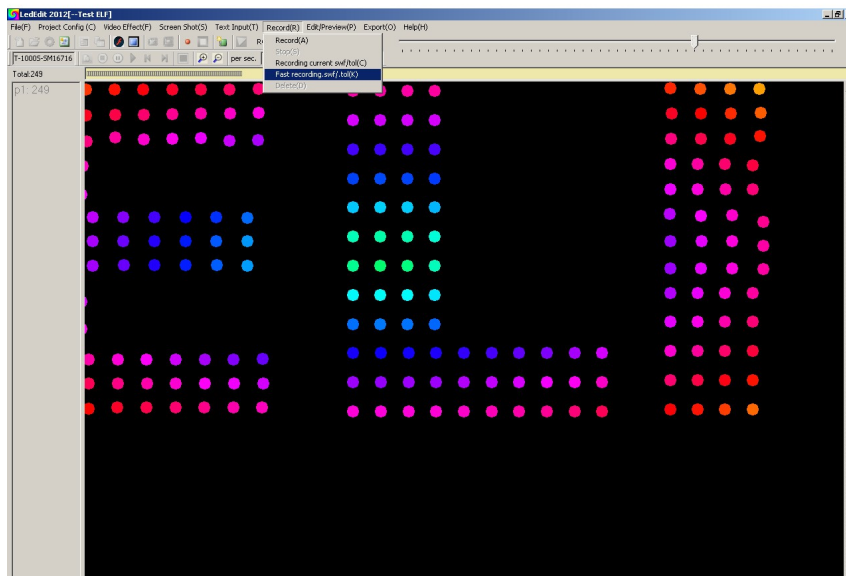 LedEdit 2012[--Test ELF]
File(F) Project Config (C) Video Effect(F) Screen Shot(S) Text Input(T) Record(R) Edit/Preview(P) Export(O) Help(H)
Record(A)
Stop(S)
T-1000S-SM16716 per sec.
Recording current swf/tol(C)
Total:249
Fast recording.swf/.tol(K)
Delete(D)
p1: 249